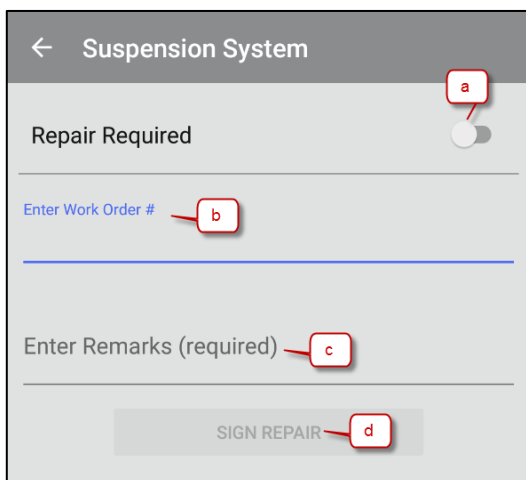 Suspension System
a
Repair Required
Enter Work Order #
b
Enter Remarks (required)
c
SIGN REPAIR
d